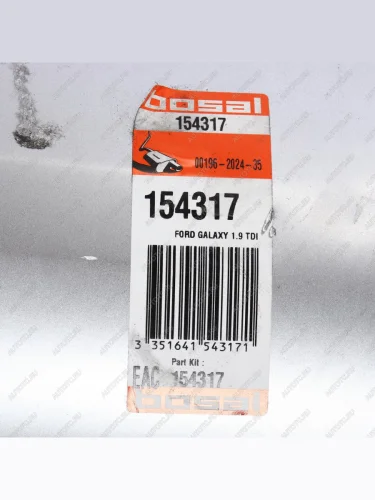 bosal
154317
00196-2024-35
154317
FORD GALAXY 1.9 TDI
3 351641 543171
Part Kit :
EAC 154317
bosal